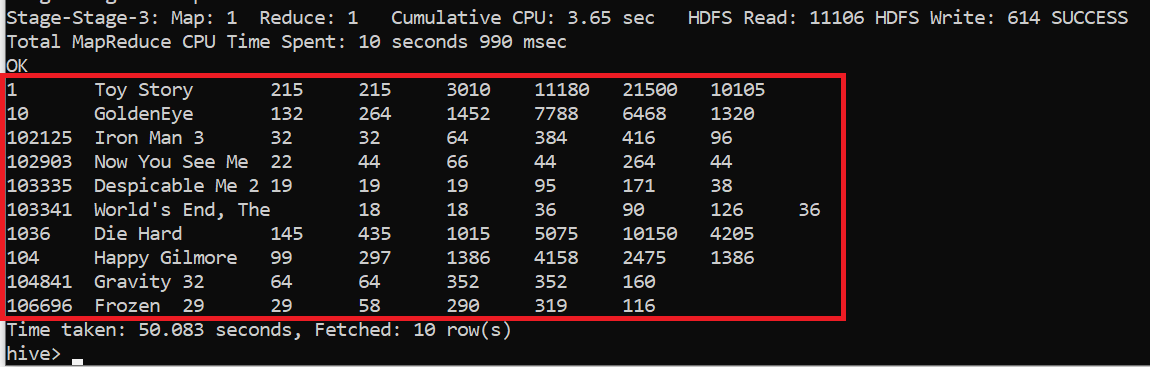 Stage-Stage-3: Map: 1  Reduce: 1   Cumulative CPU: 3.65 sec   HDFS Read: 11106 HDFS Write: 614 SUCCESS
Total MapReduce CPU Time Spent: 10 seconds 990 msec
OK
1       Toy Story       215     215     3010    11180   21500   10105
10      GoldenEye       132     264     1452    7788    6468    1320
102125  Iron Man 3      32      32      64      384     416     96
102903  Now You See Me  22      44      66      44      264     44
103335  Despicable Me 2 19      19      19      95      171     38
103341  World's End, The        18      18      36      90      126     36
1036    Die Hard        145     435     1015    5075    10150   4205
104     Happy Gilmore   99      297     1386    4158    2475    1386
104841  Gravity 32      64      64      352     352     160
106696  Frozen  29      29      58      290     319     116
Time taken: 50.083 seconds, Fetched: 10 row(s)
hive>